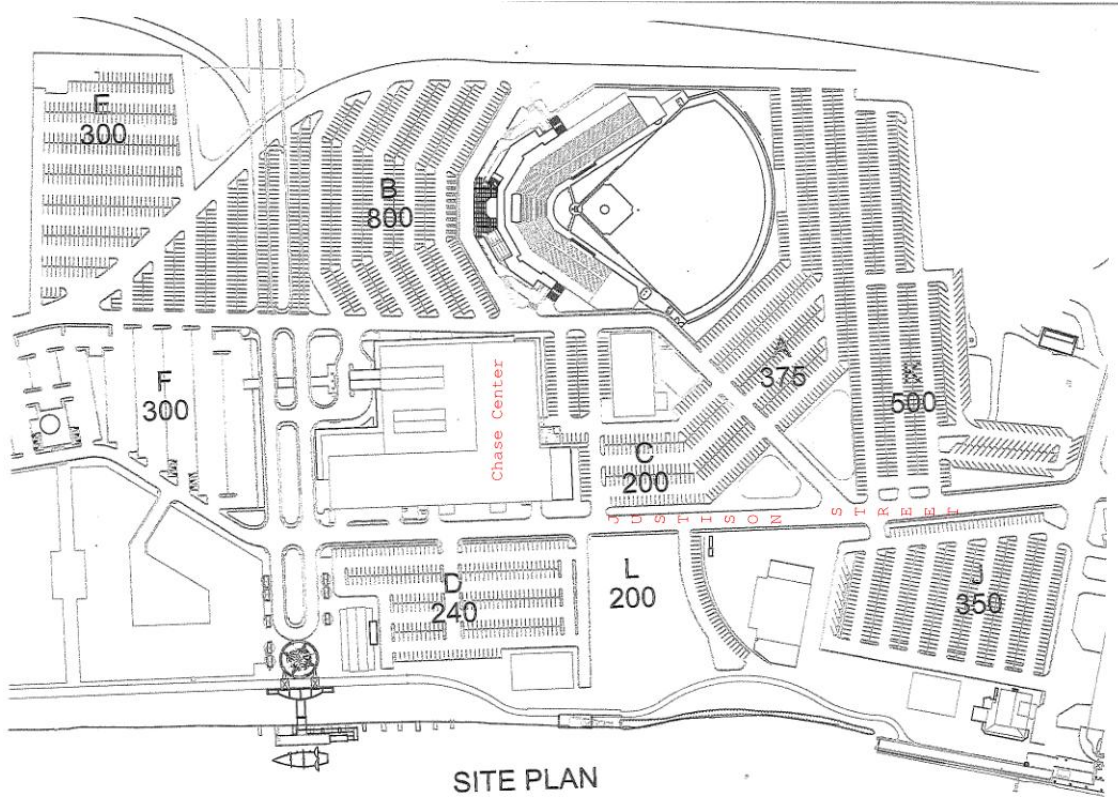 E
300
B
800
F
300
Chase Center
A
375
500
C
200
JUSTISON STREET
D
240
L
200
J
350
SITE PLAN